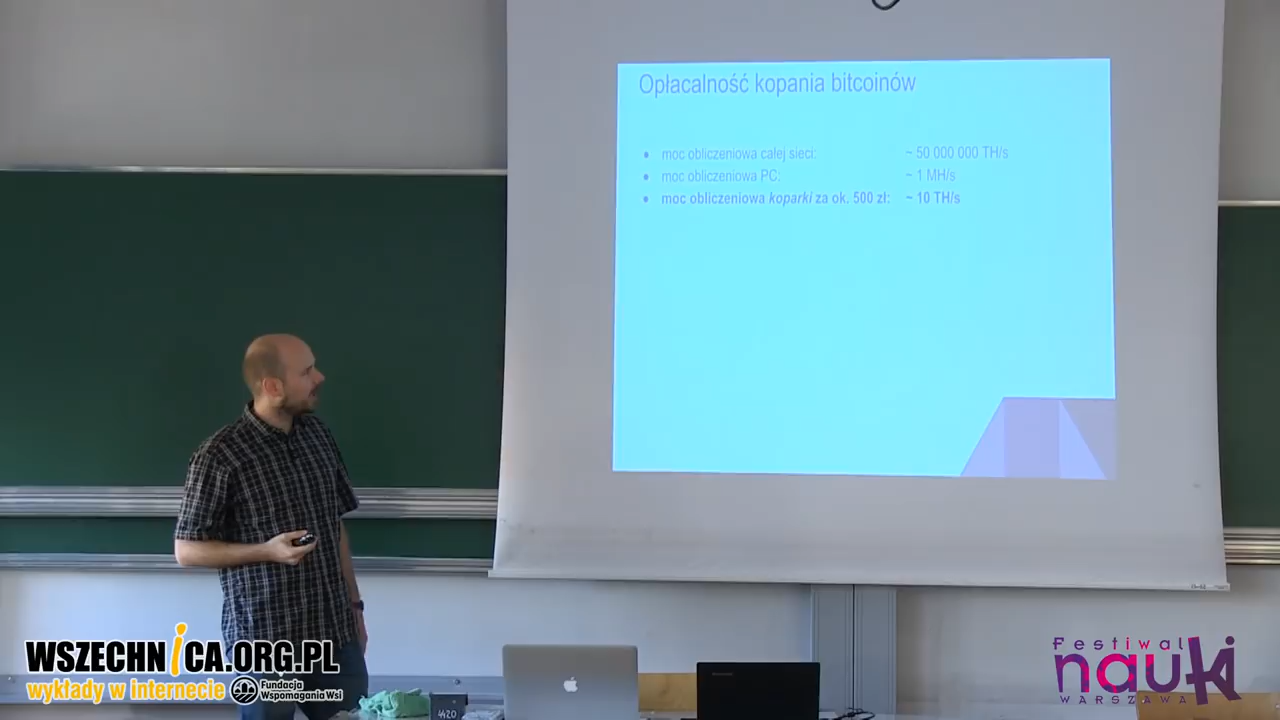 Opłacalność kopania bitcoinów
● moc obliczeniowa całej sieci: ~ 50 000 000 TH/s
● moc obliczeniowa PC: ~ 1 MH/s
● moc obliczeniowa koparki za ok. 500 zł: ~ 10 TH/s
WSZECHNICA.ORG.PL
wykłady w internecie
Fundacja
Wspomagania Wsi
4420
Festiwal
nauki
WARSZAWA